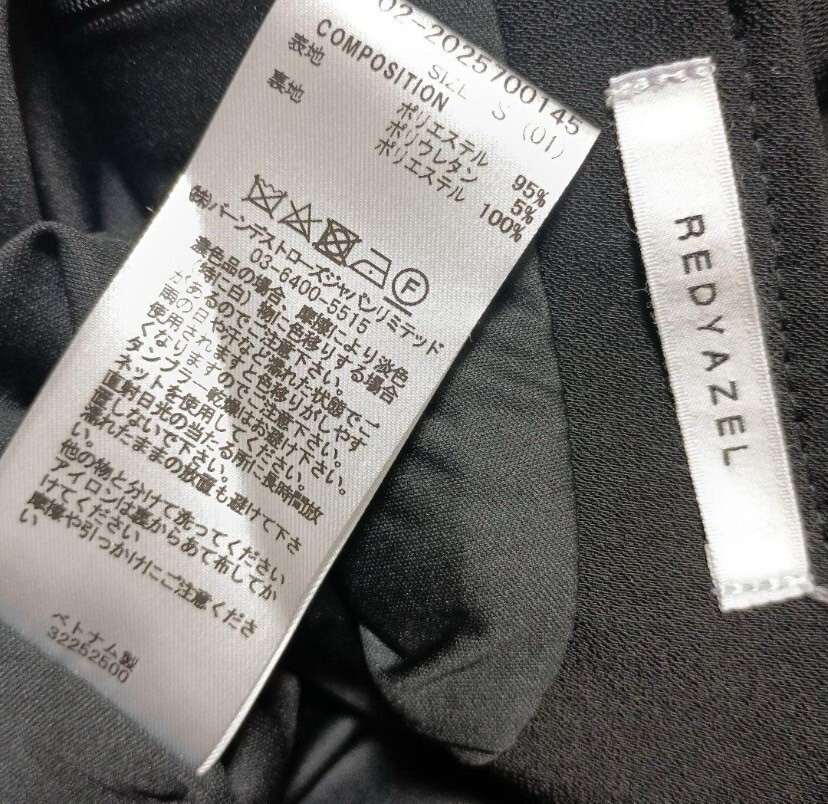 02-2025700145
SIZE S (01)
COMPOSITION
表地 ポリエステル 95%
ポリウレタン 5%
裏地 ポリエステル 100%
F
㈱バーンデストローズジャパンリミテッド
03-6400-5515
濃色品の場合、摩擦により淡色
(特に白)物に色移りする場合
があるのでご注意下さい。
雨の日や汗など濡れた状態でご
使用されますと色移りがしやす
くなりますのでご注意下さい。
タンブラー乾燥はお避け下さい。
ネットを使用してください。
直射日光の当たる所に長時間放
置しないで下さい。
濡れたままの放置も避けて下さ
い。
他の物と分けて洗ってください
アイロンは裏からあて布してか
けてください
摩擦や引っかけにご注意くださ
い
ベトナム製
32252500
REDYAZEL